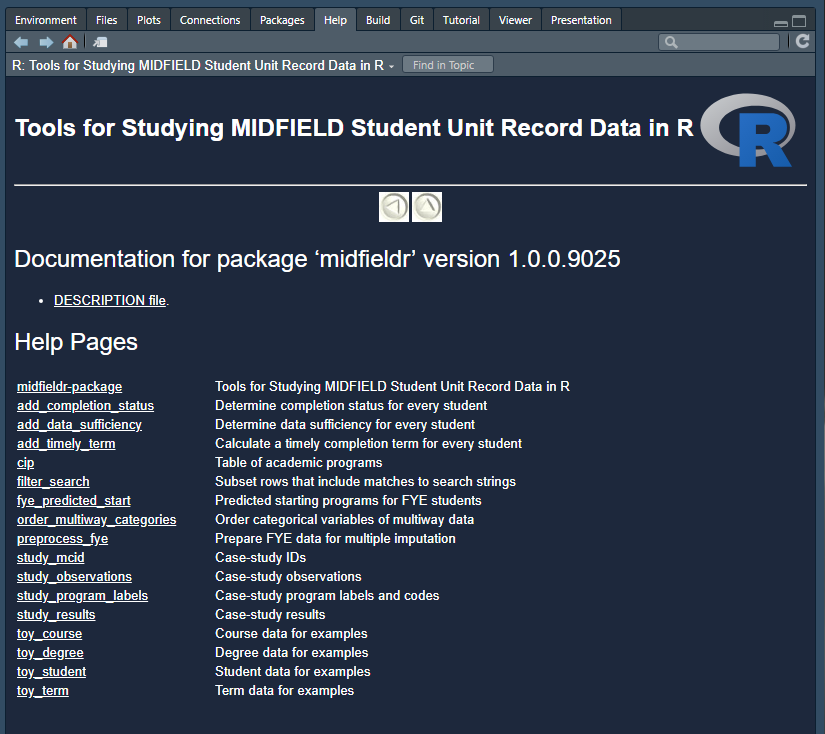 Environment Files Plots Connections Packages Help Build Git Tutorial Viewer Presentation
R: Tools for Studying MIDFIELD Student Unit Record Data in R Find in Topic
Tools for Studying MIDFIELD Student Unit Record Data in R R
Documentation for package ‘midfieldr’ version 1.0.0.9025
• DESCRIPTION file.
Help Pages
midfieldr-package Tools for Studying MIDFIELD Student Unit Record Data in R
add_completion_status Determine completion status for every student
add_data_sufficiency Determine data sufficiency for every student
add_timely_term Calculate a timely completion term for every student
cip Table of academic programs
filter_search Subset rows that include matches to search strings
fye_predicted_start Predicted starting programs for FYE students
order_multiway_categories Order categorical variables of multiway data
preprocess_fye Prepare FYE data for multiple imputation
study_mcid Case-study IDs
study_observations Case-study observations
study_program_labels Case-study program labels and codes
study_results Case-study results
toy_course Course data for examples
toy_degree Degree data for examples
toy_student Student data for examples
toy_term Term data for examples